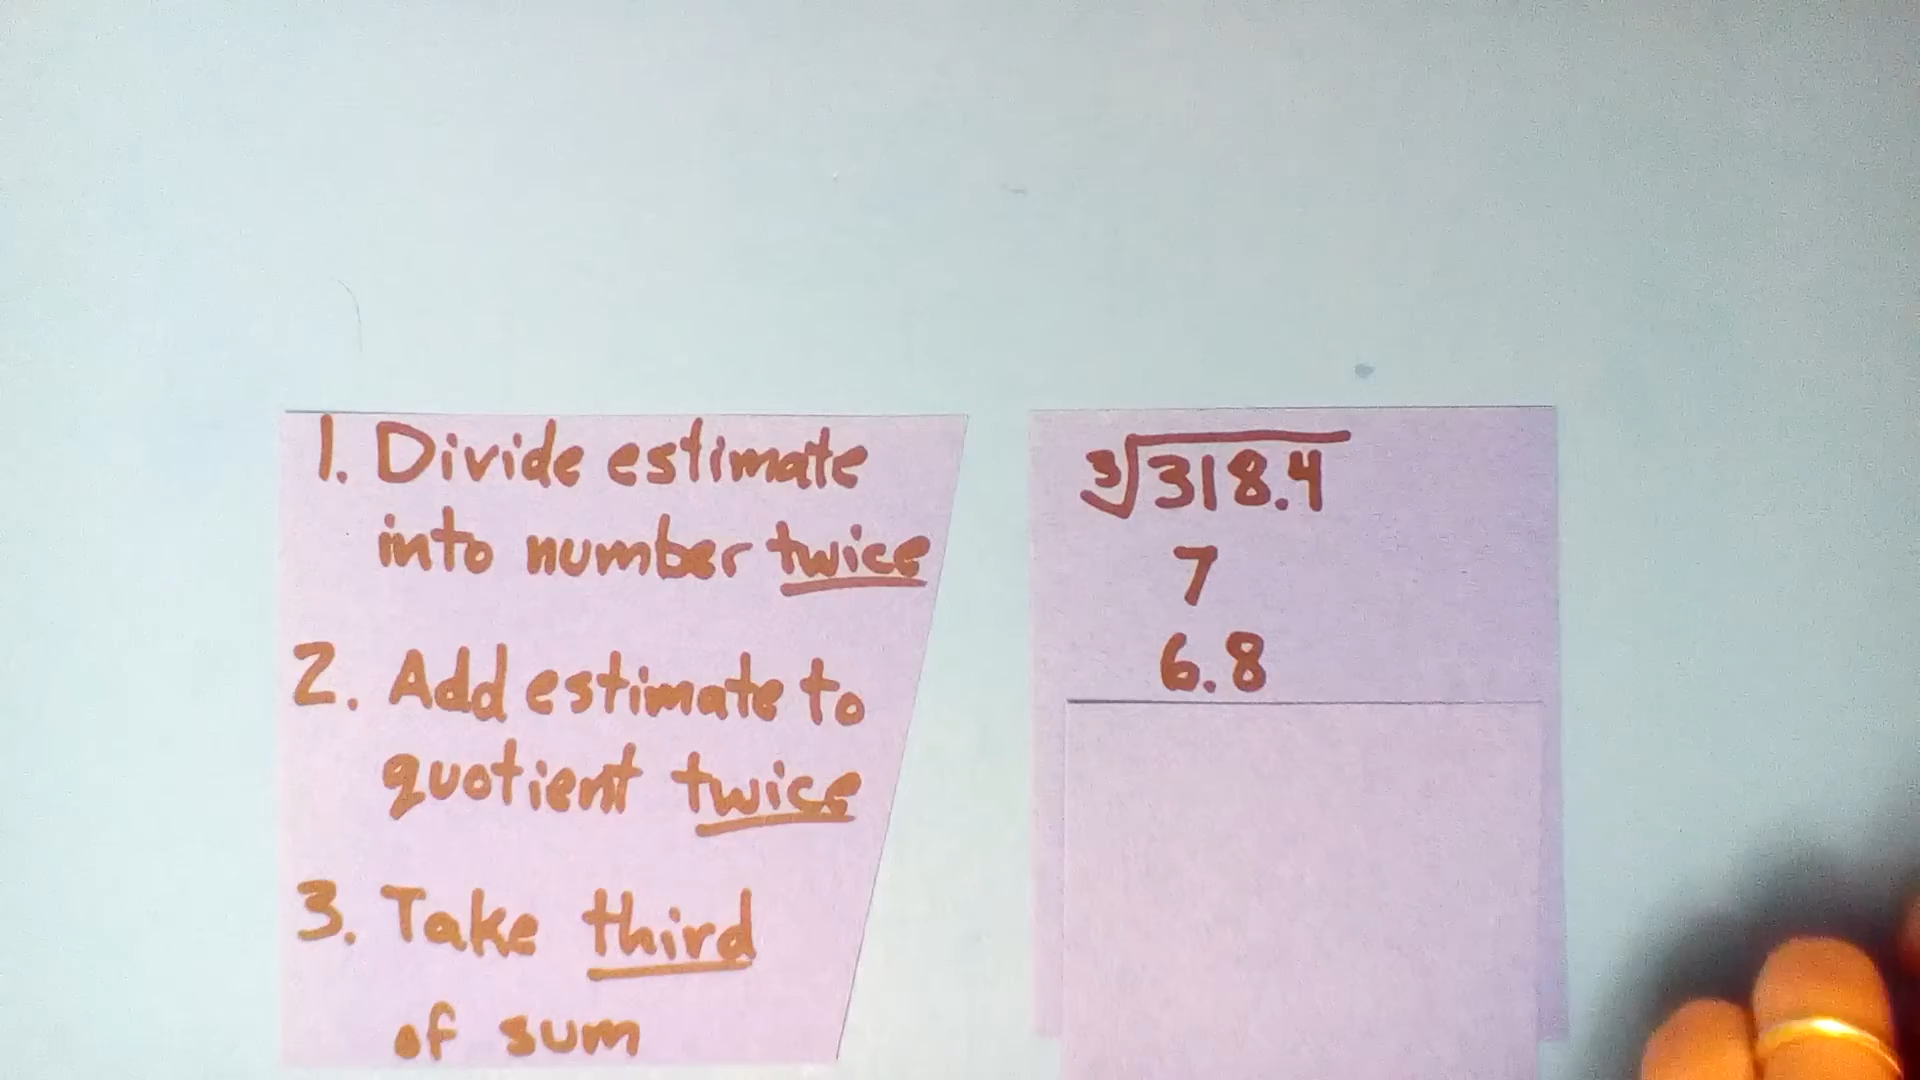 1. Divide estimate
into number twice
2. Add estimate to
quotient twice
3. Take third
of sum
∛318.4
7
6.8